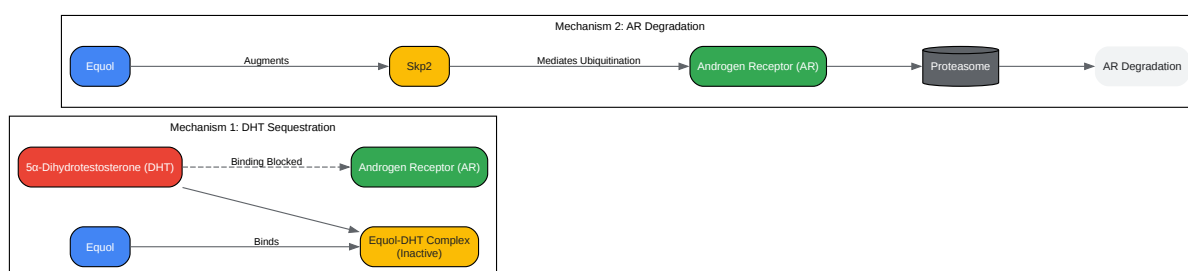 Mechanism 2: AR Degradation
Equol
Augments
Skp2
Mediates Ubiquitination
Androgen Receptor (AR)
Proteasome
AR Degradation
Mechanism 1: DHT Sequestration
5α-Dihydrotestosterone (DHT)
Binding Blocked
Androgen Receptor (AR)
Equol
Binds
Equol-DHT Complex
(Inactive)